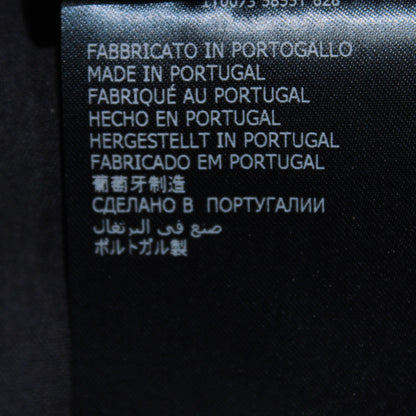 FABBRICATO IN PORTOGALLO
MADE IN PORTUGAL
FABRIQUÉ AU PORTUGAL
HECHO EN PORTUGAL
HERGESTELLT IN PORTUGAL
FABRICADO EM PORTUGAL
葡萄牙制造
СДЕЛАНО В ПОРТУГАЛИИ
صنع في البرتغال
ポルトガル製